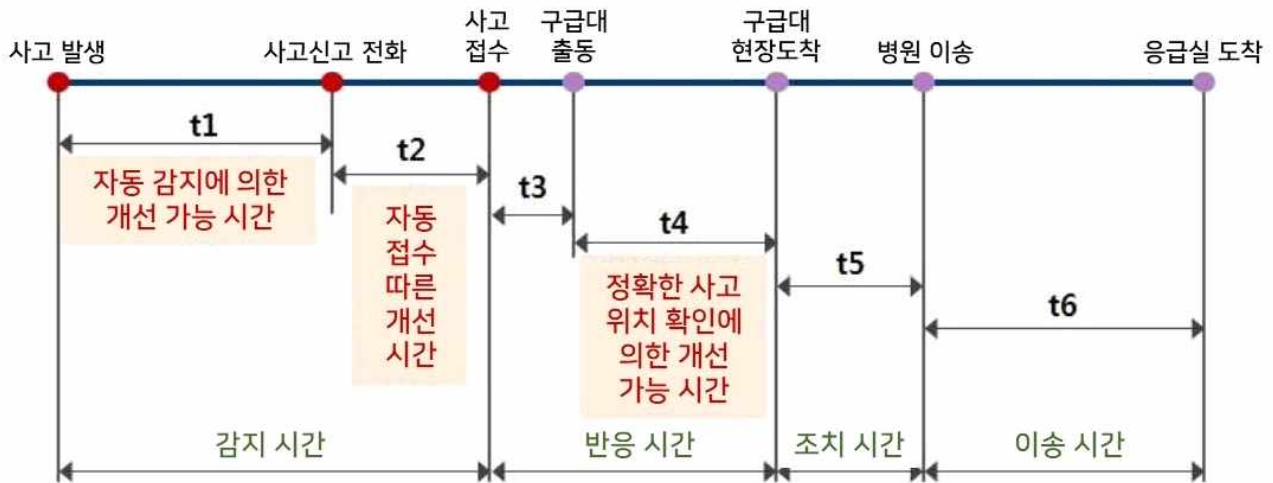 사고 발생
사고신고 전화
사고
접수
구급대
출동
구급대
현장도착
병원 이송
응급실 도착
t1
자동 감지에 의한
개선 가능 시간
t2
자동
접수
따른
개선
시간
t3
t4
정확한 사고
위치 확인에
의한 개선
가능 시간
t5
t6
감지 시간
반응 시간
조치 시간
이송 시간